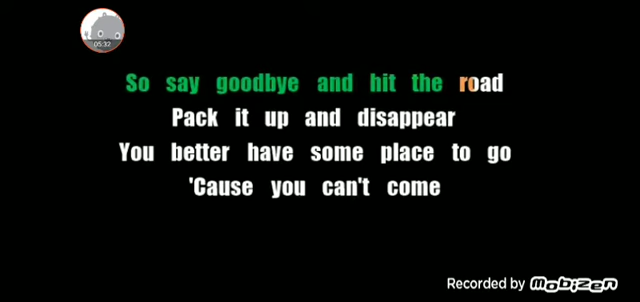 05:32
So say goodbye and hit the road
Pack it up and disappear
You better have some place to go
'Cause you can't come
Recorded by Mobizen